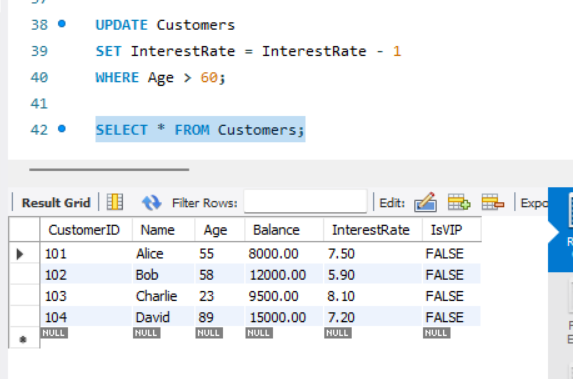 38 UPDATE Customers
39 SET InterestRate = InterestRate - 1
40 WHERE Age > 60;
41
42 SELECT * FROM Customers;
Result Grid Filter Rows: Edit:
CustomerID Name Age Balance InterestRate IsVIP
101 Alice 55 8000.00 7.50 FALSE
102 Bob 58 12000.00 5.90 FALSE
103 Charlie 23 9500.00 8.10 FALSE
104 David 89 15000.00 7.20 FALSE
NULL NULL NULL NULL NULL NULL